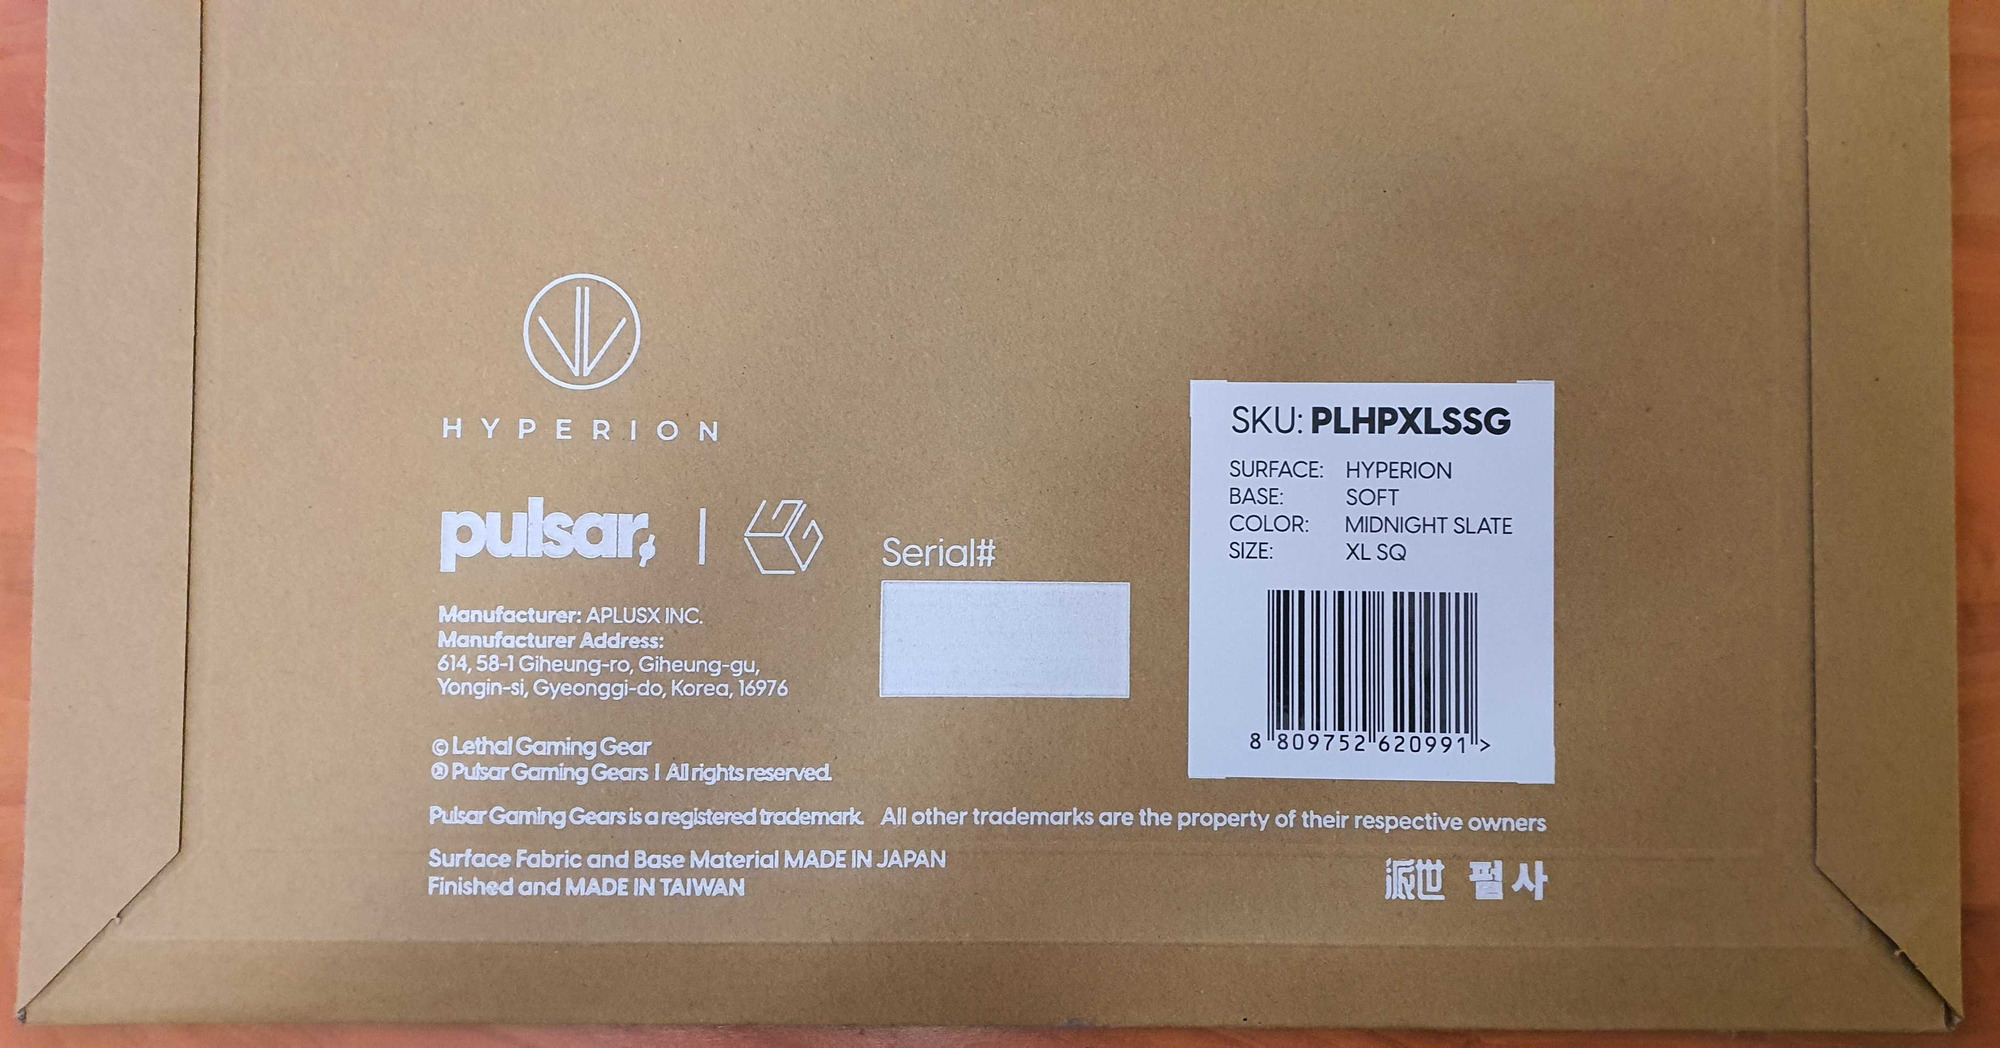 HYPERION
pulsar
Manufacturer: APLUSX INC.
Manufacturer Address:
614, 58-1 Giheung-ro, Giheung-gu,
Yongin-si, Gyeonggi-do, Korea, 16976
© Lethal Gaming Gear
® Pulsar Gaming Gears | All rights reserved.
Pulsar Gaming Gears is a registered trademark. All other trademarks are the property of their respective owners
Surface Fabric and Base Material MADE IN JAPAN
Finished and MADE IN TAIWAN
Serial#
SKU: PLHPXLSSG
SURFACE: HYPERION
BASE: SOFT
COLOR: MIDNIGHT SLATE
SIZE: XL SQ
8 809752 620991 >
派世 펄사